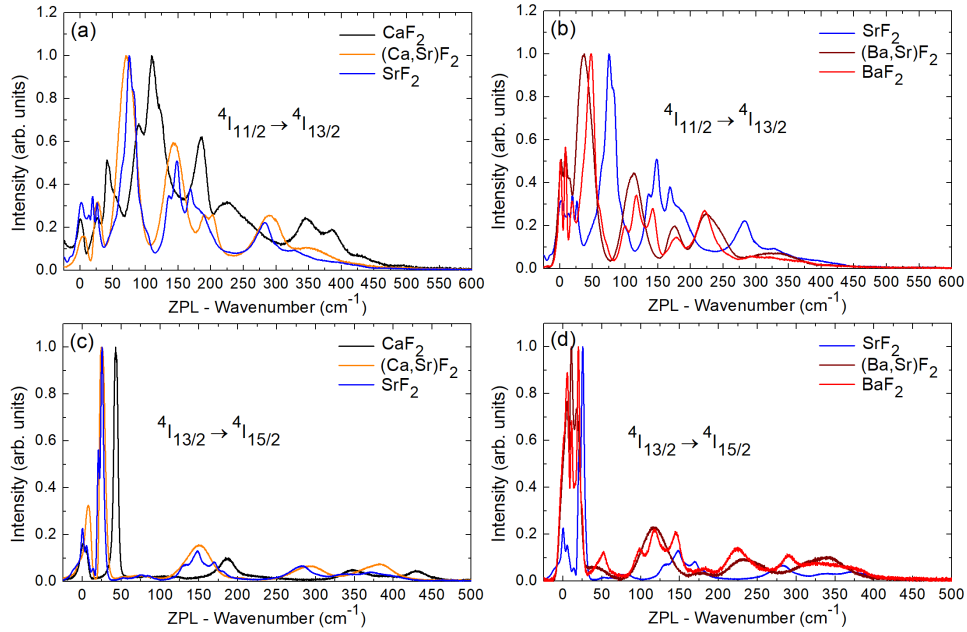 (a)
CaF2
(Ca,Sr)F2
SrF2
4I11/2 → 4I13/2
Intensity (arb. units)
1.0
0.8
0.6
0.4
0.2
0.0
0 50 100 150 200 250 300 350 400 450 500 550 600
ZPL - Wavenumber (cm-1)
(b)
SrF2
(Ba,Sr)F2
BaF2
4I11/2 → 4I13/2
Intensity (arb. units)
1.0
0.8
0.6
0.4
0.2
0.0
0 50 100 150 200 250 300 350 400 450 500 550 600
ZPL - Wavenumber (cm-1)
(c)
CaF2
(Ca,Sr)F2
SrF2
4I13/2 → 4I15/2
Intensity (arb. units)
1.0
0.8
0.6
0.4
0.2
0.0
0 50 100 150 200 250 300 350 400 450 500
ZPL - Wavenumber (cm-1)
(d)
SrF2
(Ba,Sr)F2
BaF2
4I13/2 → 4I15/2
Intensity (arb. units)
1.0
0.8
0.6
0.4
0.2
0.0
0 50 100 150 200 250 300 350 400 450 500
ZPL - Wavenumber (cm-1)